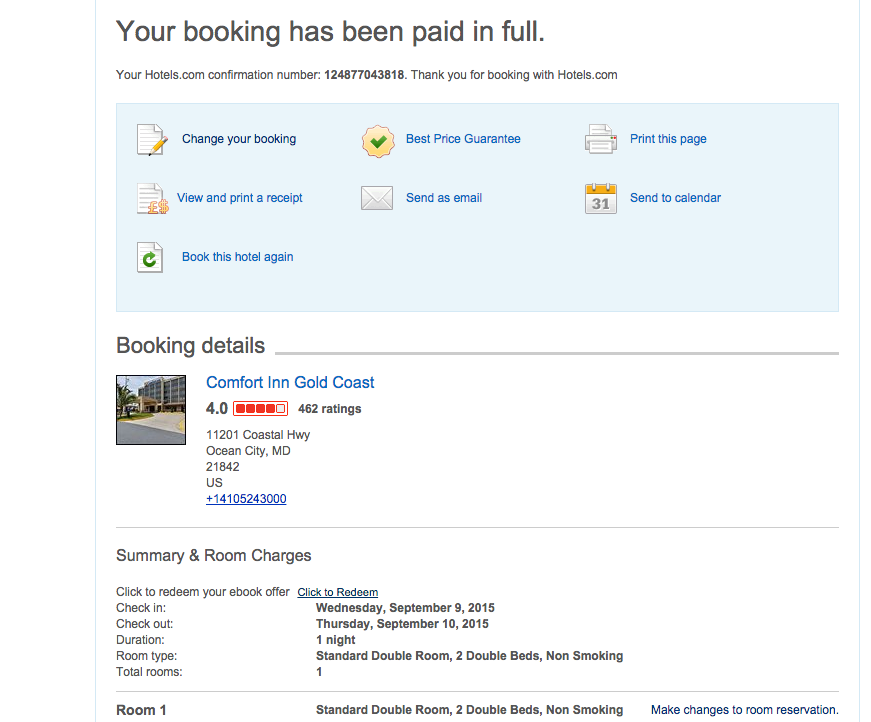 Your booking has been paid in full.
Your Hotels.com confirmation number: 124877043818. Thank you for booking with Hotels.com
Change your booking
Best Price Guarantee
Print this page
View and print a receipt
Send as email
31
Send to calendar
Book this hotel again
Booking details
Comfort Inn Gold Coast
4.0 462 ratings
11201 Coastal Hwy
Ocean City, MD
21842
US
+14105243000
Summary & Room Charges
Click to redeem your ebook offer Click to Redeem
Check in: Wednesday, September 9, 2015
Check out: Thursday, September 10, 2015
Duration: 1 night
Room type: Standard Double Room, 2 Double Beds, Non Smoking
Total rooms: 1
Room 1 Standard Double Room, 2 Double Beds, Non Smoking Make changes to room reservation.